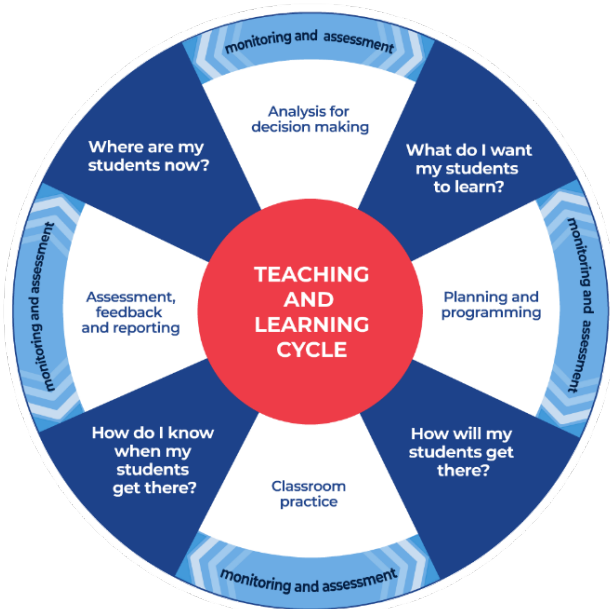 monitoring and assessment
Analysis for
decision making
Where are my
students now?
What do I want
my students
to learn?
monitoring and assessment
Assessment,
feedback
and reporting
TEACHING
AND
LEARNING
CYCLE
Planning and
programming
monitoring and assessment
How do I know
when my
students
get there?
How will my
students get
there?
Classroom
practice
monitoring and assessment